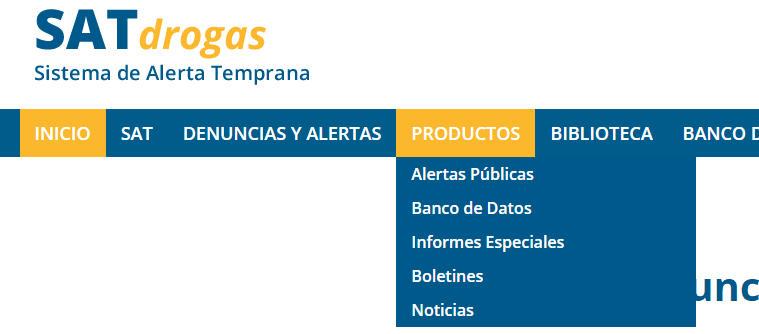 SATdrogas
Sistema de Alerta Temprana
INICIO SAT DENUNCIAS Y ALERTAS PRODUCTOS BIBLIOTECA BANCO
Alertas Públicas
Banco de Datos
Informes Especiales
Boletines
Noticias